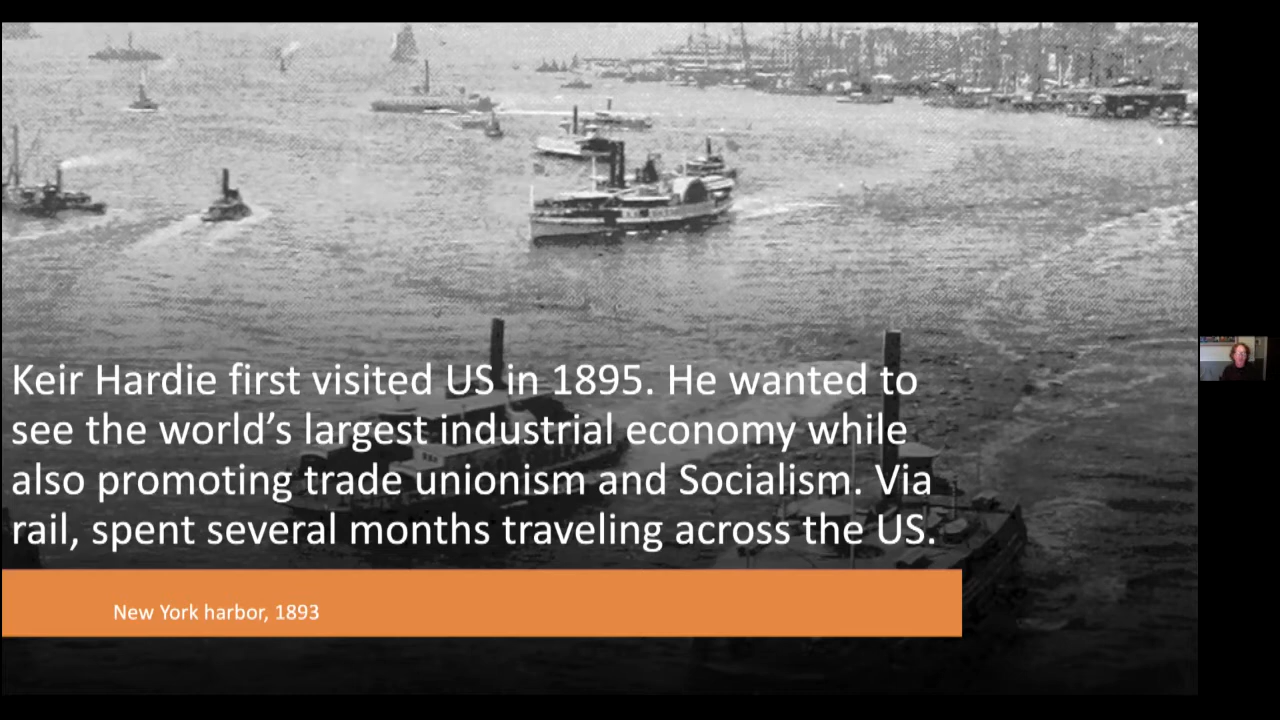 Keir Hardie first visited US in 1895. He wanted to
see the world’s largest industrial economy while
also promoting trade unionism and Socialism. Via
rail, spent several months traveling across the US.
New York harbor, 1893